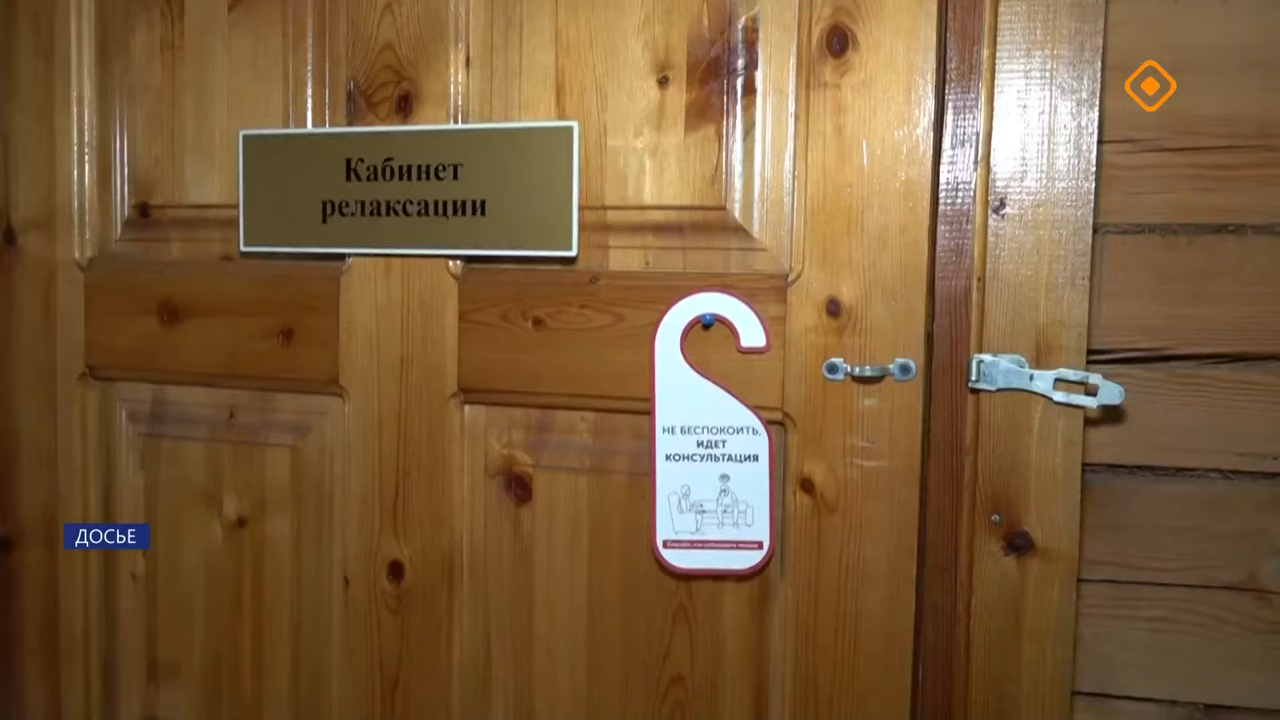 Кабинет
релаксации
НЕ БЕСПОКОИТЬ,
ИДЕТ
КОНСУЛЬТАЦИЯ
ДОСЬЕ